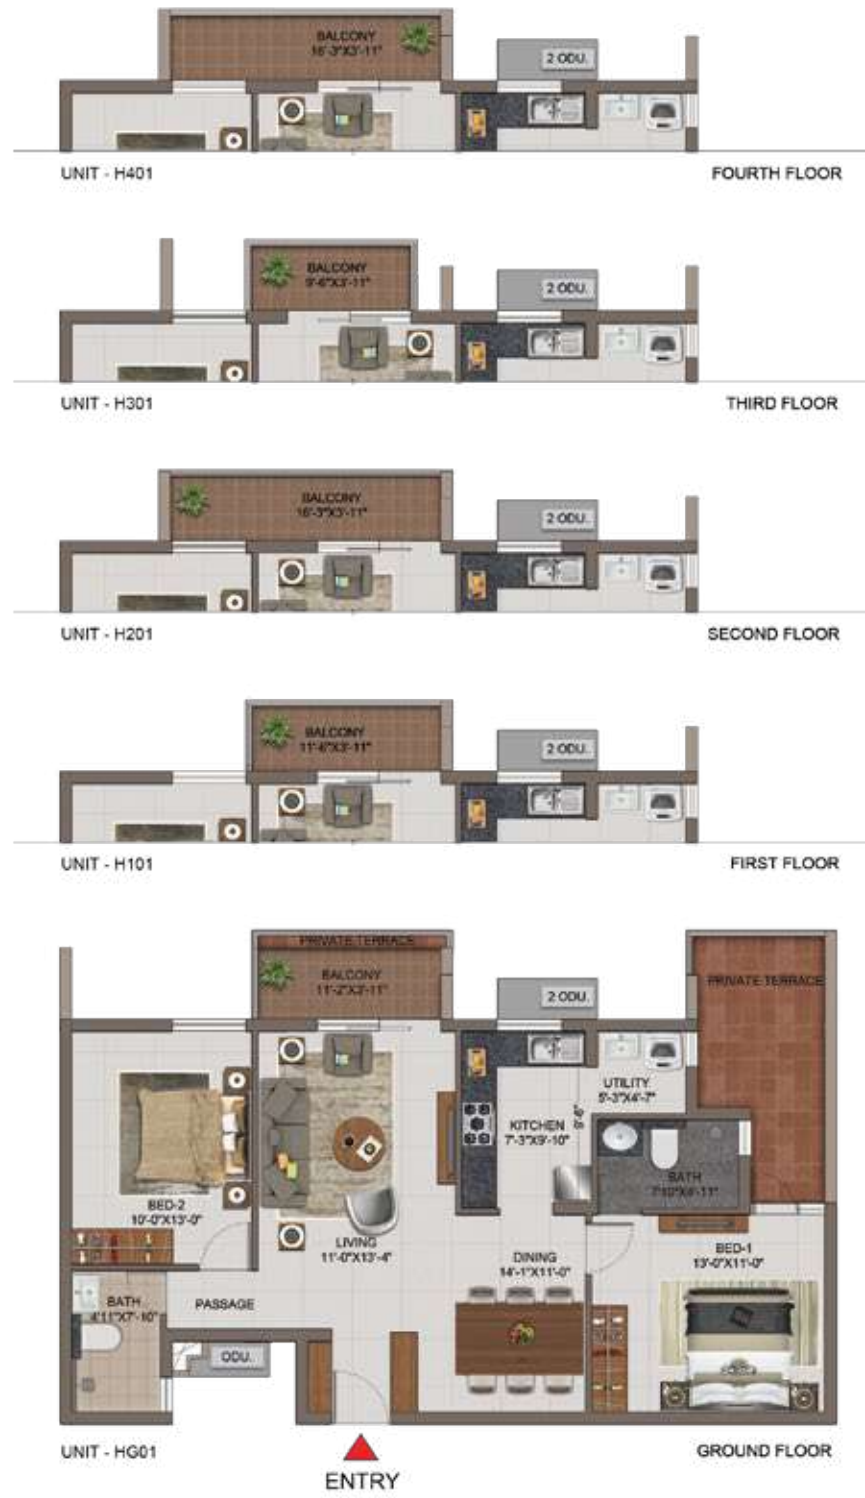 BALCONY
16'-3"X3'-11"
2 ODU.
UNIT - H401
FOURTH FLOOR
BALCONY
9'-6"X3'-11"
2 ODU.
UNIT - H301
THIRD FLOOR
BALCONY
16'-3"X3'-11"
2 ODU.
UNIT - H201
SECOND FLOOR
BALCONY
11'-6"X3'-11"
2 ODU.
UNIT - H101
FIRST FLOOR
PRIVATE TERRACE
BALCONY
11'-2"X3'-11"
2 ODU.
PRIVATE TERRACE
UTILITY
5'-3"X4'-7"
KITCHEN
7'-3"X9'-10"
9'-6"
BATH
7'10"X4'-11"
BED-2
10'-0"X13'-0"
LIVING
11'-0"X13'-4"
DINING
14'-1"X11'-0"
BED-1
13'-0"X11'-0"
BATH
4'11"X7'-10"
PASSAGE
ODU.
UNIT - HG01
GROUND FLOOR
ENTRY